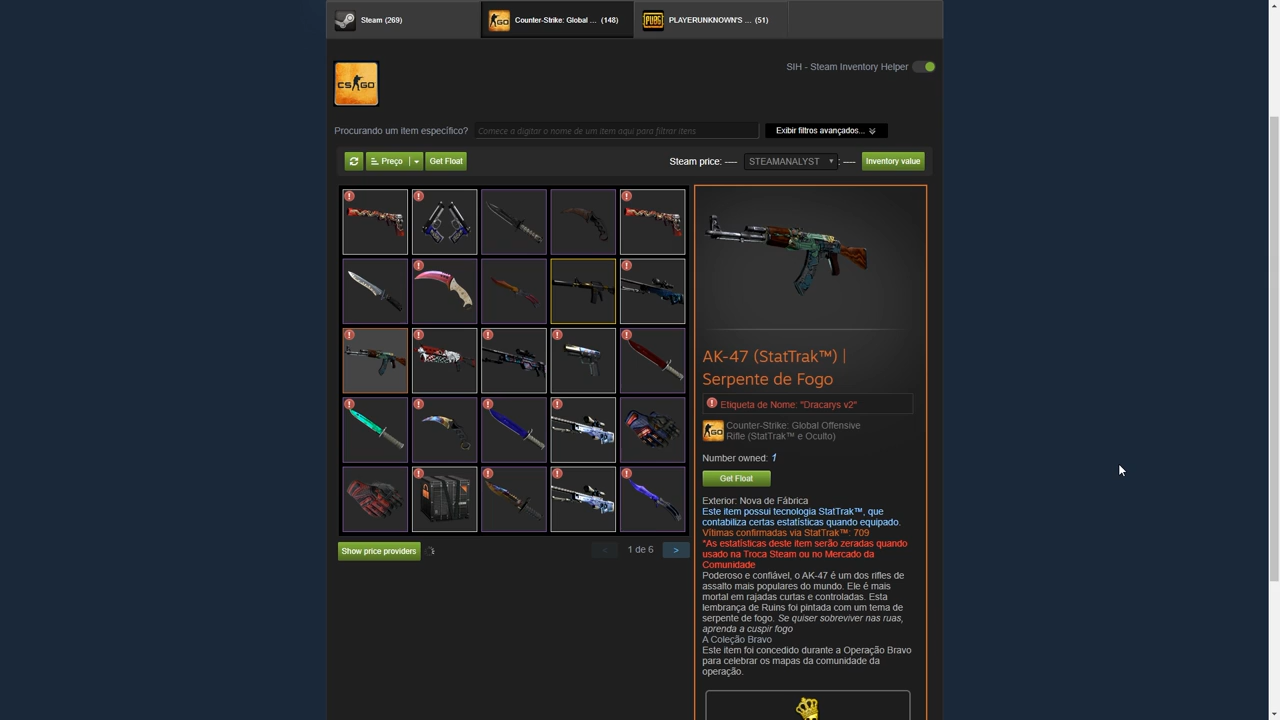 Steam (269)
Counter-Strike: Global ... (148)
PUBG
PLAYERUNKNOWN'S ... (51)
SIH - Steam Inventory Helper
CS GO
Procurando um item específico?
Comece a digitar o nome de um item aqui para filtrar itens
Exibir filtros avançados...
Preço
Get Float
Steam price: ----
STEAMANALYST
: ----
Inventory value
AK-47 (StatTrak™) |
Serpente de Fogo
Etiqueta de Nome: "Dracarys v2"
Counter-Strike: Global Offensive
Rifle (StatTrak™ e Oculto)
Number owned: 1
Get Float
Exterior: Nova de Fábrica
Este item possui tecnologia StatTrak™, que
contabiliza certas estatísticas quando equipado.
Vítimas confirmadas via StatTrak™: 709
*As estatísticas deste item serão zeradas quando
usado na Troca Steam ou no Mercado da
Comunidade
Poderoso e confiável, o AK-47 é um dos rifles de
assalto mais populares do mundo. Ele é mais
mortal em rajadas curtas e controladas. Esta
lembrança de Ruins foi pintada com um tema de
serpente de fogo. Se quiser sobreviver nas ruas,
aprenda a cuspir fogo
A Coleção Bravo
Este item foi concedido durante a Operação Bravo
para celebrar os mapas da comunidade da
operação.
Show price providers
<
1 de 6
>